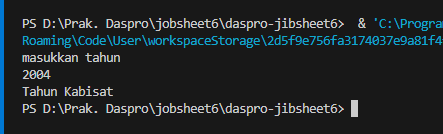 PS D:\Prak. Daspro\jobsheet6\daspro-jibsheet6>  & 'C:\Progra
Roaming\Code\User\workspaceStorage\2d5f9e756fa3174037e9a81f4
masukkan tahun
2004
Tahun Kabisat
PS D:\Prak. Daspro\jobsheet6\daspro-jibsheet6>